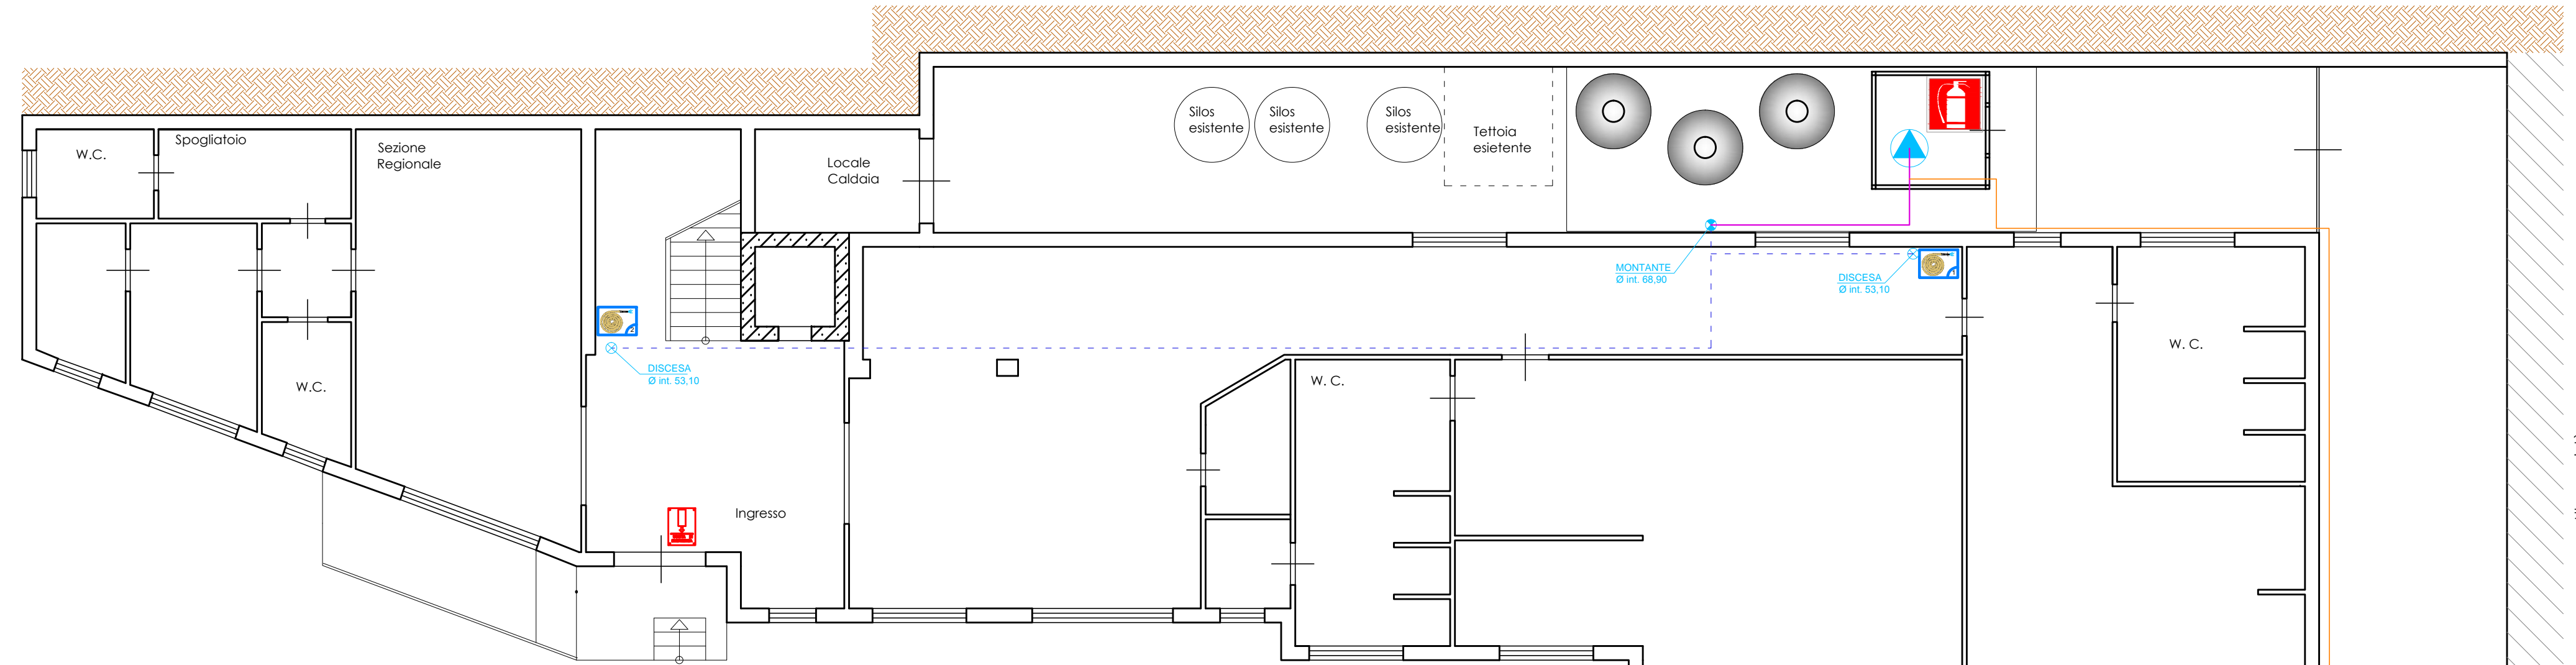 W.C.
Spogliatoio
Sezione
Regionale
Locale
Caldaia
Silos
esistente
Silos
esistente
Silos
esistente
Tettoia
esietente
MONTANTE
Ø int. 68,90
DISCESA
Ø int. 53,10
DISCESA
Ø int. 53,10
W.C.
W. C.
W. C.
Ingresso